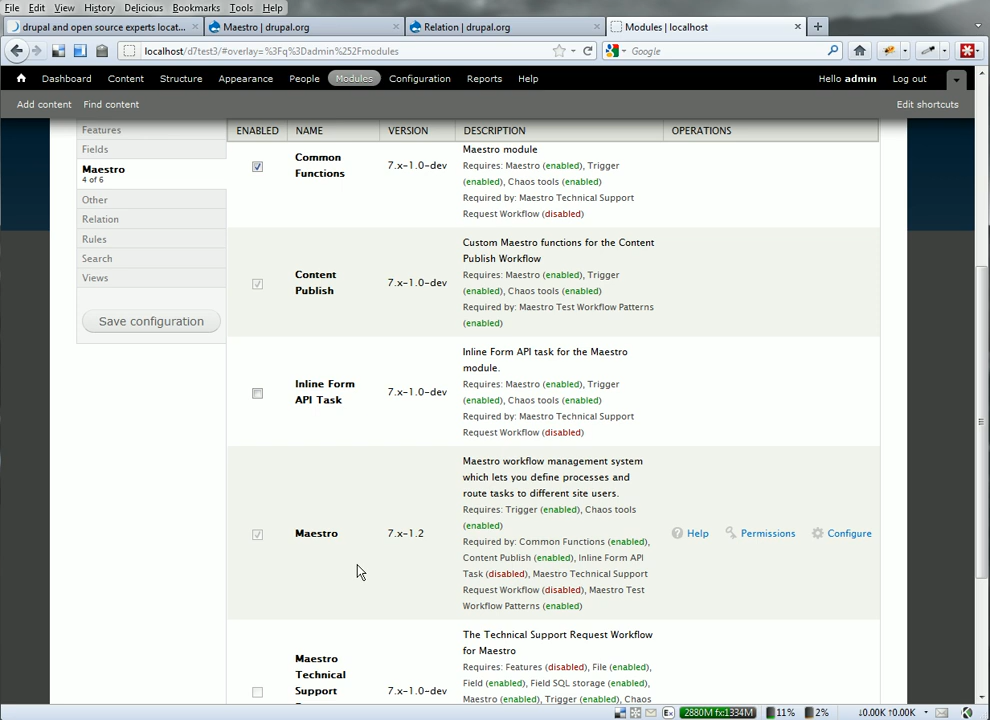 File Edit View History Delicious Bookmarks Tools Help
drupal and open source experts locat...
Maestro | drupal.org
Relation | drupal.org
Modules | localhost
localhost/d7test3/#overlay=%3Fq%3Dadmin%252Fmodules
Google
Dashboard Content Structure Appearance People Modules Configuration Reports Help
Hello admin Log out
Add content Find content
Edit shortcuts
Features
Fields
Maestro
4 of 6
Other
Relation
Rules
Search
Views
Save configuration
ENABLED NAME VERSION DESCRIPTION OPERATIONS
Common
Functions
7.x-1.0-dev
Maestro module
Requires: Maestro (enabled), Trigger
(enabled), Chaos tools (enabled)
Required by: Maestro Technical Support
Request Workflow (disabled)
Content
Publish
7.x-1.0-dev
Custom Maestro functions for the Content
Publish Workflow
Requires: Maestro (enabled), Trigger
(enabled), Chaos tools (enabled)
Required by: Maestro Test Workflow Patterns
(enabled)
Inline Form
API Task
7.x-1.0-dev
Inline Form API task for the Maestro
module.
Requires: Maestro (enabled), Trigger
(enabled), Chaos tools (enabled)
Required by: Maestro Technical Support
Request Workflow (disabled)
Maestro
7.x-1.2
Maestro workflow management system
which lets you define processes and
route tasks to different site users.
Requires: Trigger (enabled), Chaos tools
(enabled)
Required by: Common Functions (enabled),
Content Publish (enabled), Inline Form API
Task (disabled), Maestro Technical Support
Request Workflow (disabled), Maestro Test
Workflow Patterns (enabled)
Help Permissions Configure
Maestro
Technical
Support
7.x-1.0-dev
The Technical Support Request Workflow
for Maestro
Requires: Features (disabled), File (enabled),
Field (enabled), Field SQL storage (enabled),
Maestro (enabled), Trigger (enabled), Chaos
Ex 2880M fx:1334M 11% 2% ↓0.00K ↑0.00K